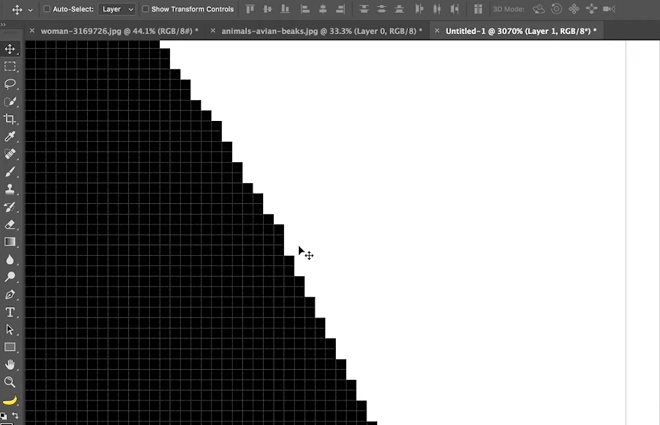 Auto-Select: Layer Show Transform Controls 3D Mode:
woman-3169726.jpg @ 44.1% (RGB/8#) * animals-avian-beaks.jpg @ 33.3% (Layer 0, RGB/8) * Untitled-1 @ 3070% (Layer 1, RGB/8*) *